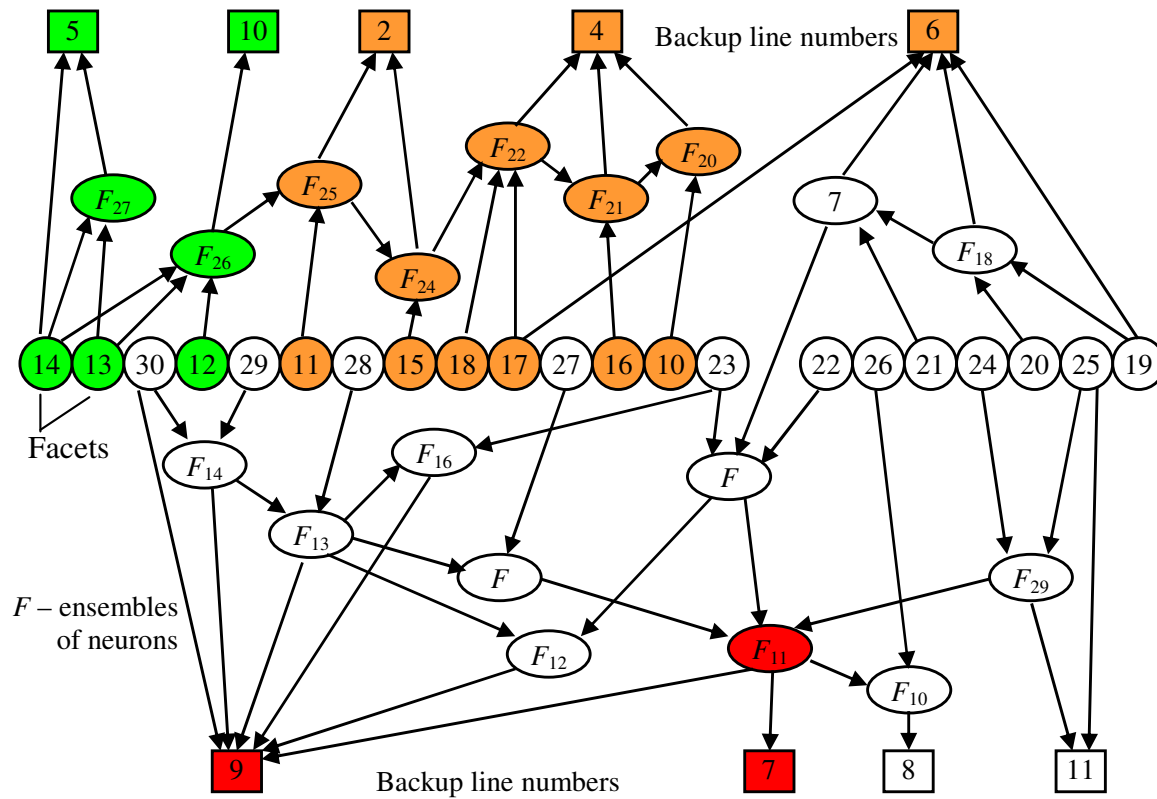 5 10 2 4 Backup line numbers 6
F22 F20
F25
F27 F21 7
F26 F18
F24
14 13 30 12 29 11 28 15 18 17 27 16 10 23 22 26 21 24 20 25 19
Facets
F16
F14 F
F13
F F29
F – ensembles
of neurons
F12 F11
F10
9 7 8 11
Backup line numbers